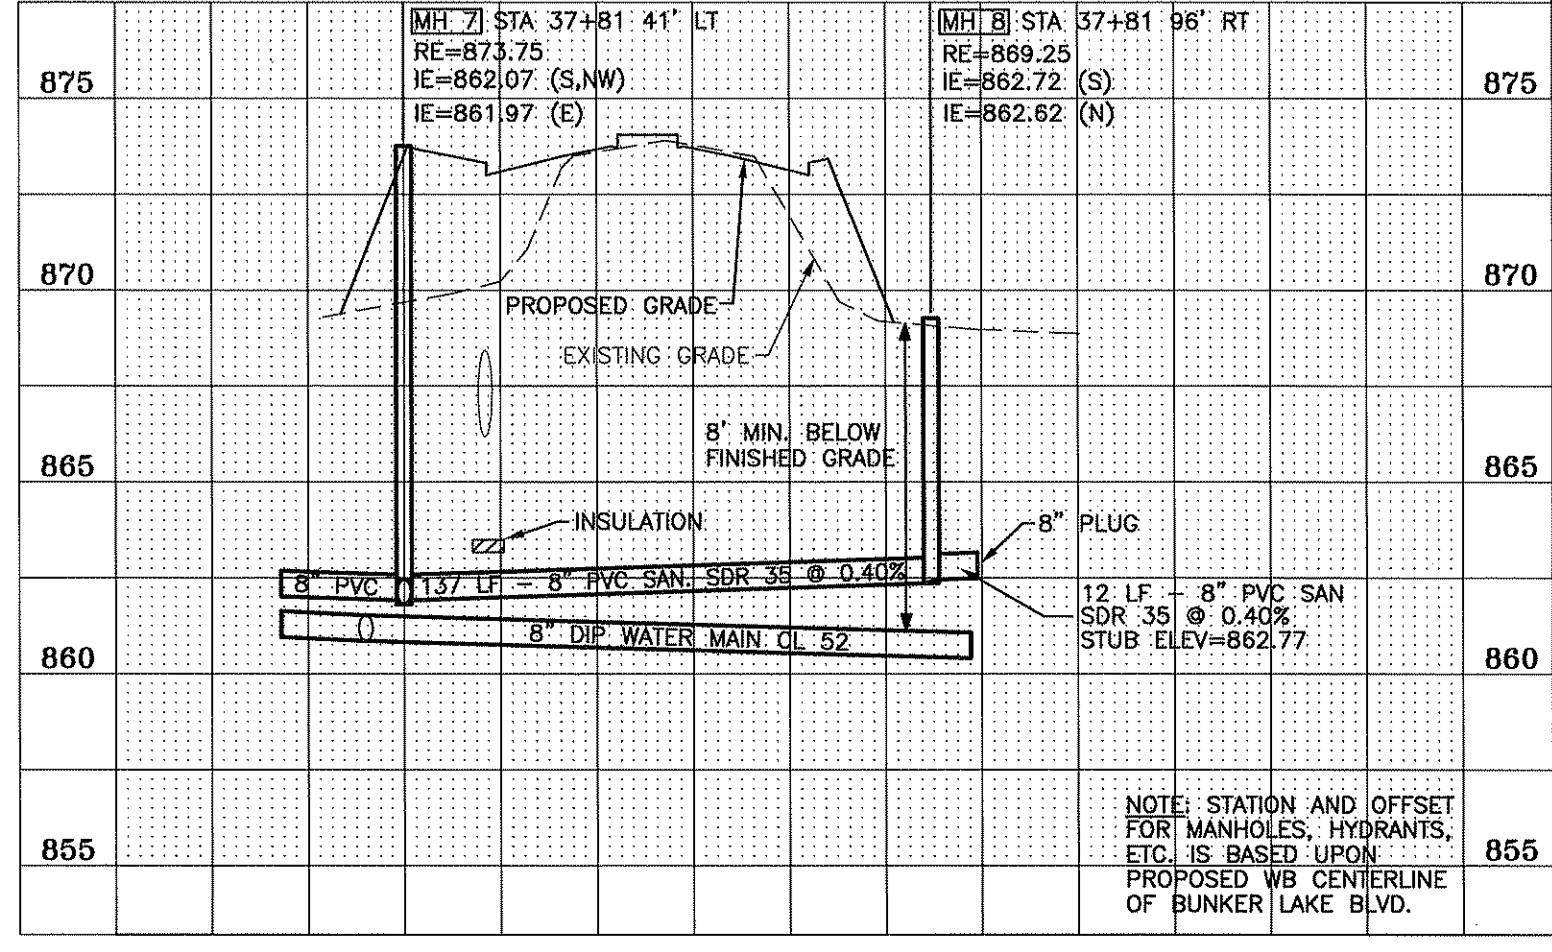 MH 7 STA 37+81 41' LT
RE=873.75
IE=862.07 (S,NW)
IE=861.97 (E)
MH 8 STA 37+81 96' RT
RE=869.25
IE=862.72 (S)
IE=862.62 (N)
875
875
870
870
PROPOSED GRADE
EXISTING GRADE
8' MIN. BELOW
FINISHED GRADE
865
865
INSULATION
8" PLUG
8" PVC
137 LF - 8" PVC SAN. SDR 35 @ 0.40%
12 LF - 8" PVC SAN
SDR 35 @ 0.40%
STUB ELEV=862.77
8" DIP WATER MAIN CL 52
860
860
855
855
NOTE: STATION AND OFFSET
FOR MANHOLES, HYDRANTS,
ETC. IS BASED UPON
PROPOSED WB CENTERLINE
OF BUNKER LAKE BLVD.